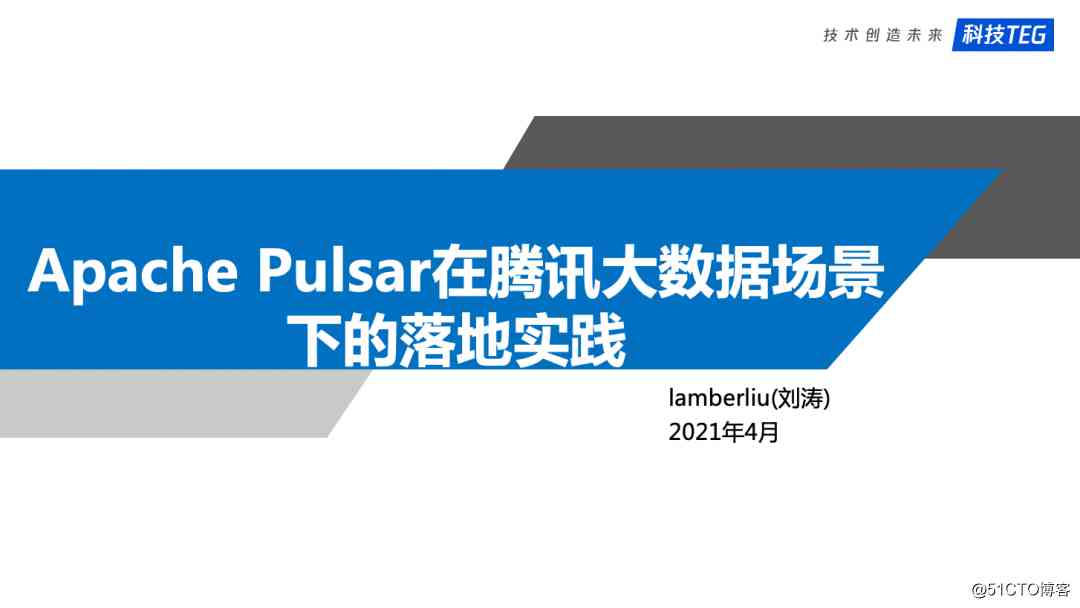 技术创造未来 科技TEG
Apache Pulsar在腾讯大数据场景
下的落地实践
lamberliu(刘涛)
2021年4月
@51CTO博客